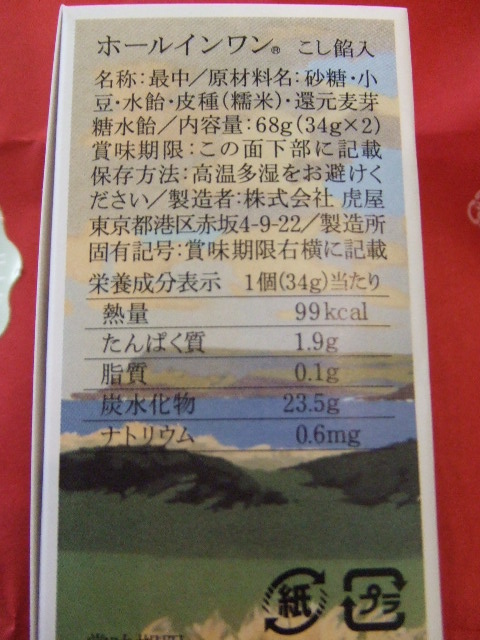 ホールインワン® こし餡入
名称:最中/原材料名:砂糖・小
豆・水飴・皮種(糯米)・還元麦芽
糖水飴/内容量:68g(34g×2)
賞味期限:この面下部に記載
保存方法:高温多湿をお避けく
ださい/製造者:株式会社 虎屋
東京都港区赤坂4-9-22/製造所
固有記号:賞味期限右横に記載
栄養成分表示 1個(34g)当たり
熱量 99kcal
たんぱく質 1.9g
脂質 0.1g
炭水化物 23.5g
ナトリウム 0.6mg
紙 プラ